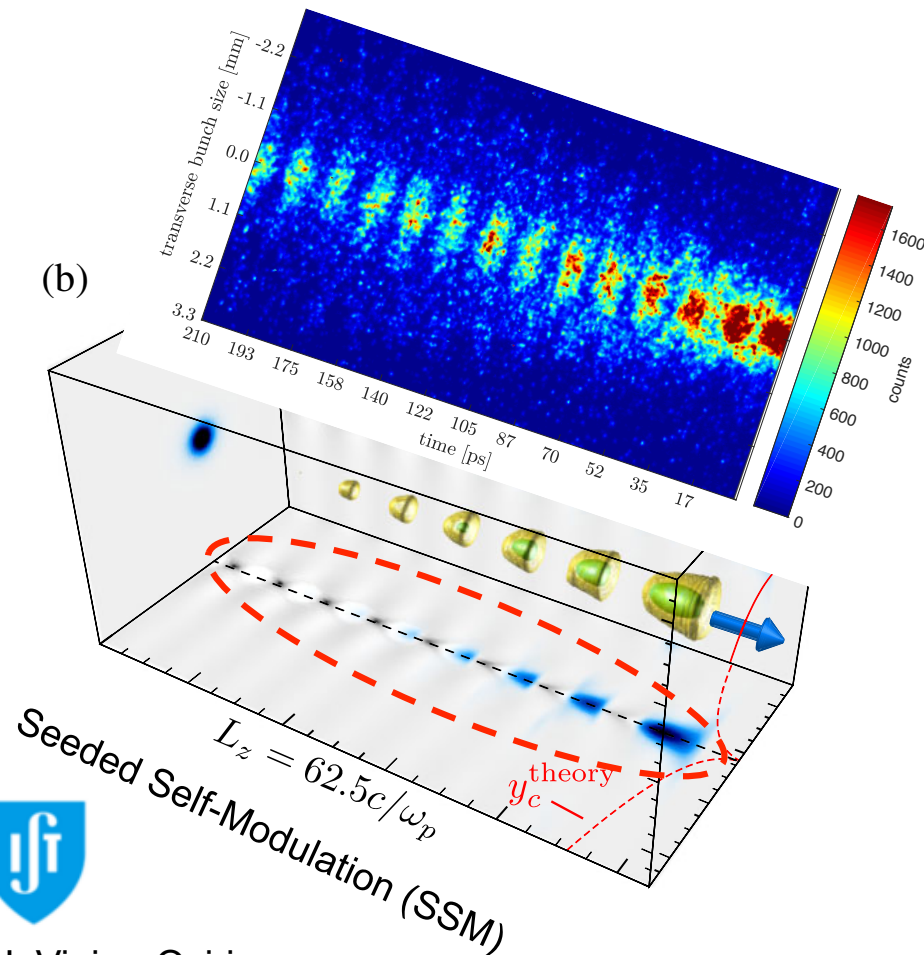 transverse bunch size [mm]
-2.2
-1.1
0.0
1.1
2.2
3.3
210 193 175 158 140 122 105 87 70 52 35 17
time [ps]
1600
1400
1200
1000
800
600
400
200
0
counts
(b)
L_z = 62.5c/ω_p
y_c^theory
Seeded Self-Modulation (SSM)
IST